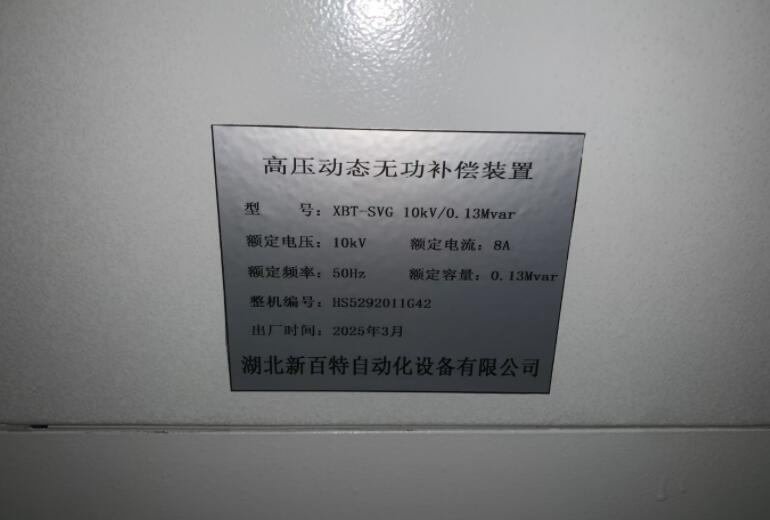 高压动态无功补偿装置
型 号：XBT-SVG 10kV/0.13Mvar
额定电压：10kV 额定电流：8A
额定频率：50Hz 额定容量：0.13Mvar
整机编号：HS5292011G42
出厂时间：2025年3月
湖北新百特自动化设备有限公司